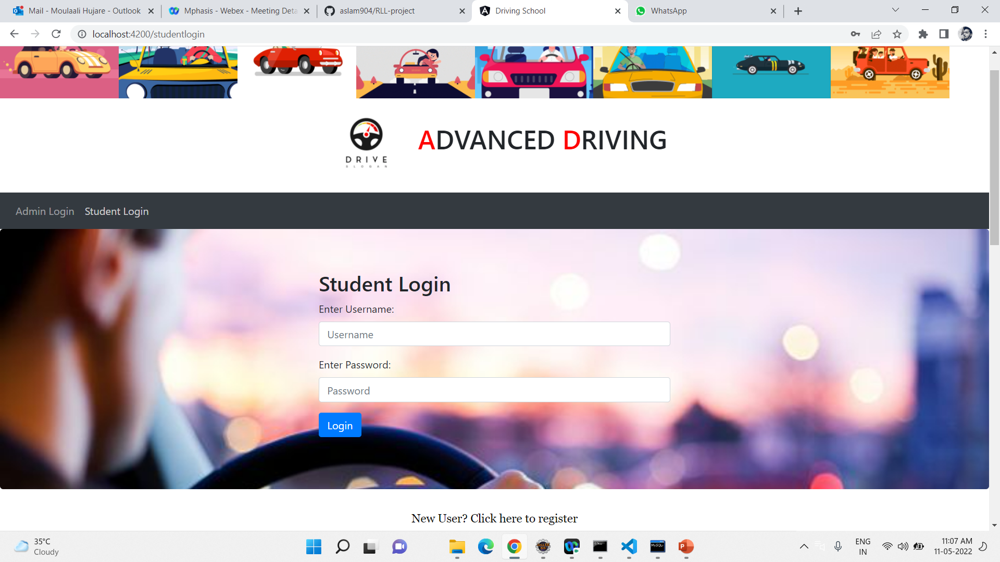 Mail - Moulaali Hujare - Outlook
Mphasis - Webex - Meeting Deta
aslam904/RLL-project
Driving School
WhatsApp
localhost:4200/studentlogin
DRIVE
SLOGAN
ADVANCED DRIVING
Admin Login Student Login
Student Login
Enter Username:
Username
Enter Password:
Password
Login
New User? Click here to register
35°C
Cloudy
ENG
IN
11:07 AM
11-05-2022